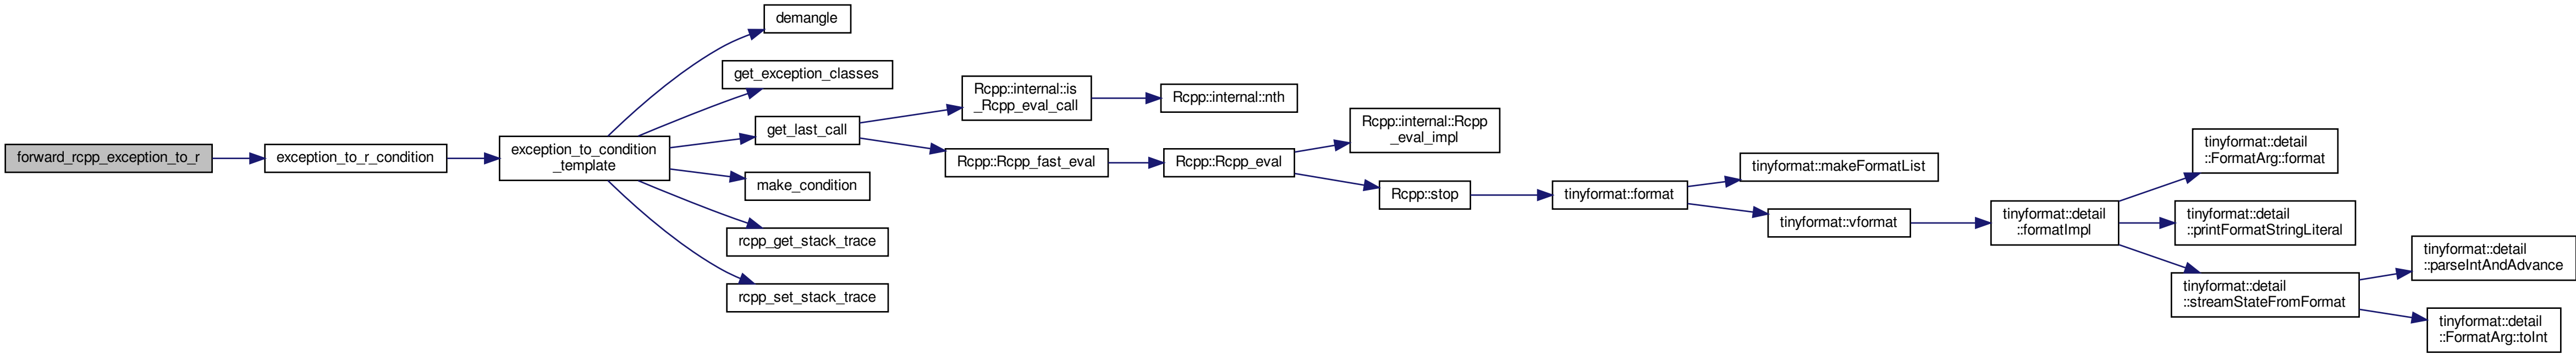 forward_rcpp_exception_to_r
exception_to_r_condition
exception_to_condition
_template
demangle
get_exception_classes
get_last_call
make_condition
rcpp_get_stack_trace
rcpp_set_stack_trace
Rcpp::internal::is
_Rcpp_eval_call
Rcpp::Rcpp_fast_eval
Rcpp::internal::nth
Rcpp::Rcpp_eval
Rcpp::internal::Rcpp
_eval_impl
Rcpp::stop
tinyformat::format
tinyformat::makeFormatList
tinyformat::vformat
tinyformat::detail
::formatImpl
tinyformat::detail
::FormatArg::format
tinyformat::detail
::printFormatStringLiteral
tinyformat::detail
::streamStateFromFormat
tinyformat::detail
::parseIntAndAdvance
tinyformat::detail
::FormatArg::toInt